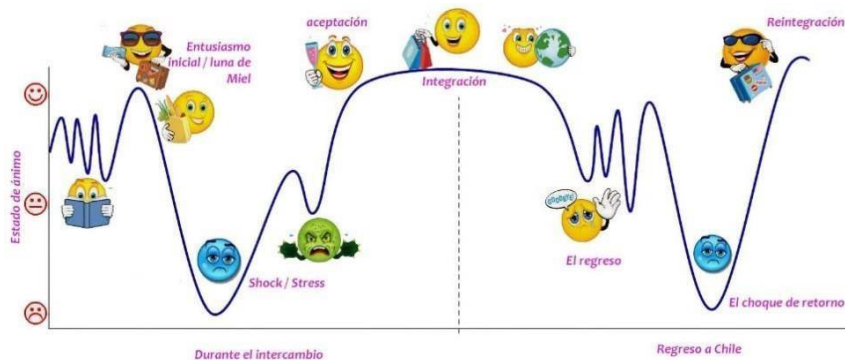 aceptación
Reintegración
Entusiasmo
inicial / luna de
Miel
Integración
Estado de ánimo
GOODBYE!
El regreso
Shock / Stress
El choque de retorno
Durante el intercambio
Regreso a Chile